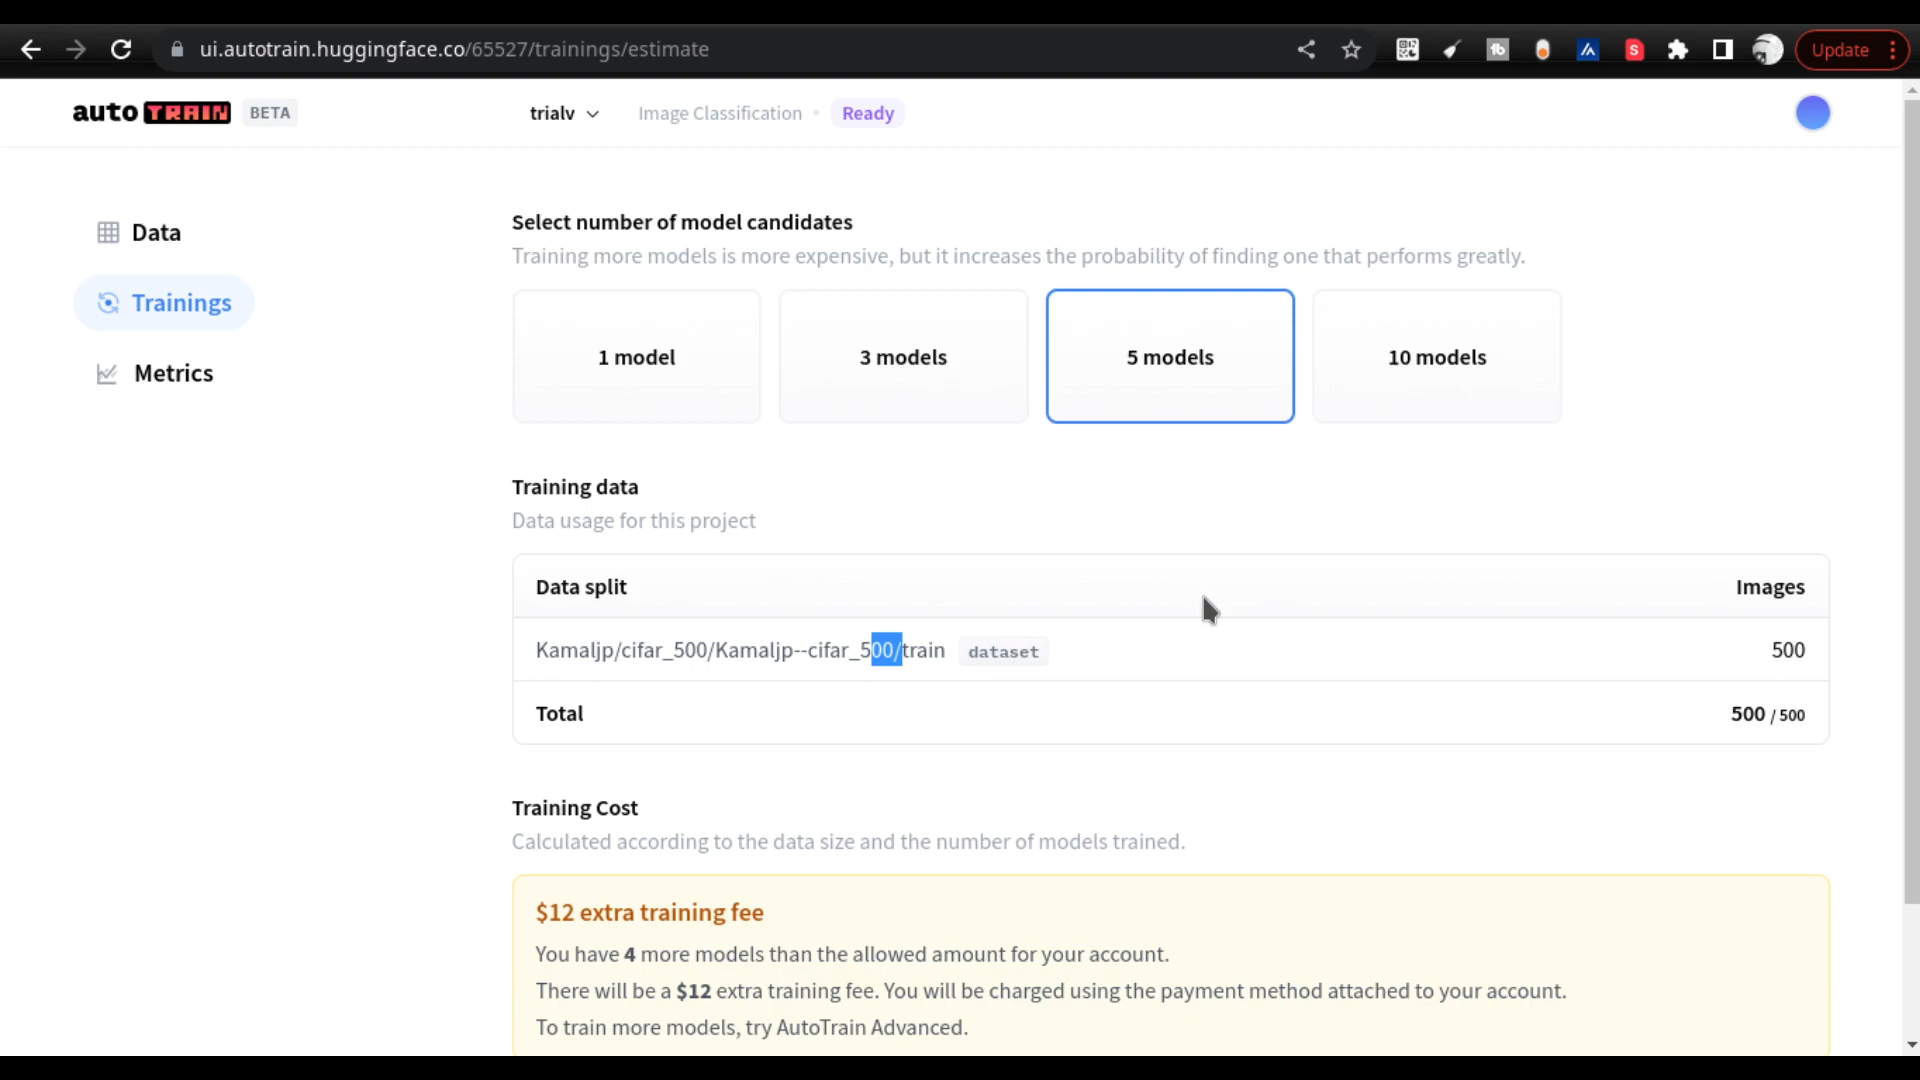 ui.autotrain.huggingface.co/65527/trainings/estimate
Update
auto TRAIN BETA
trialv
Image Classification • Ready
Data
Trainings
Metrics
Select number of model candidates
Training more models is more expensive, but it increases the probability of finding one that performs greatly.
1 model
3 models
5 models
10 models
Training data
Data usage for this project
Data split
Images
Kamaljp/cifar_500/Kamaljp--cifar_500/train dataset
500
Total
500 / 500
Training Cost
Calculated according to the data size and the number of models trained.
$12 extra training fee
You have 4 more models than the allowed amount for your account.
There will be a $12 extra training fee. You will be charged using the payment method attached to your account.
To train more models, try AutoTrain Advanced.